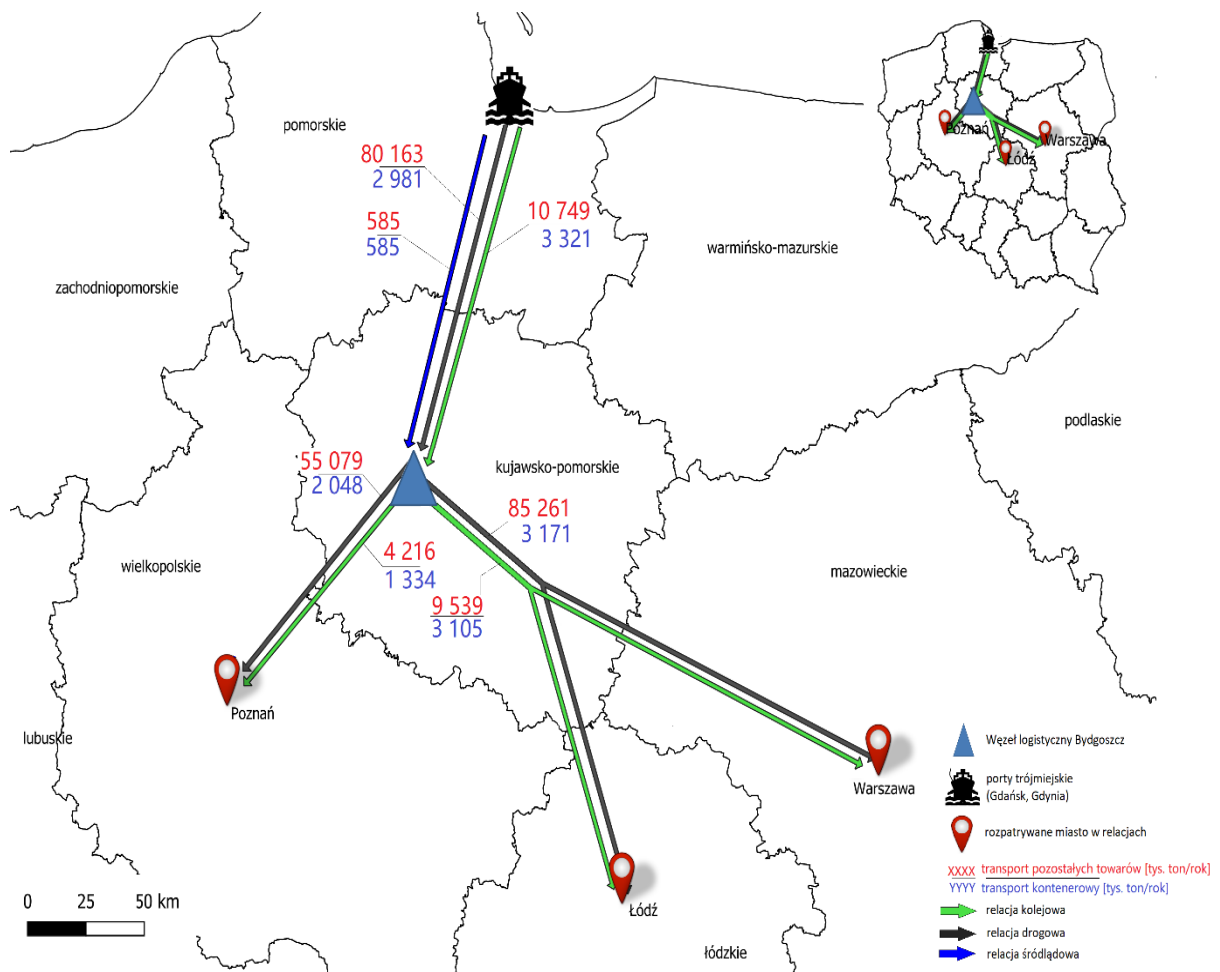 pomorskie
80 163
2 981
585
585
10 749
3 321
warmińsko-mazurskie
zachodniopomorskie
Poznań
Warszawa
Łódź
podlaskie
kujawsko-pomorskie
55 079
2 048
85 261
3 171
4 216
1 334
9 539
3 105
wielkopolskie
mazowieckie
Poznań
lubuskie
Warszawa
Łódź
łódzkie
0 25 50 km
Węzeł logistyczny Bydgoszcz
porty trójmiejskie
(Gdańsk, Gdynia)
rozpatrywane miasto w relacjach
XXXX transport pozostałych towarów [tys. ton/rok]
YYYY transport kontenerowy [tys. ton/rok]
relacja kolejowa
relacja drogowa
relacja śródlądowa